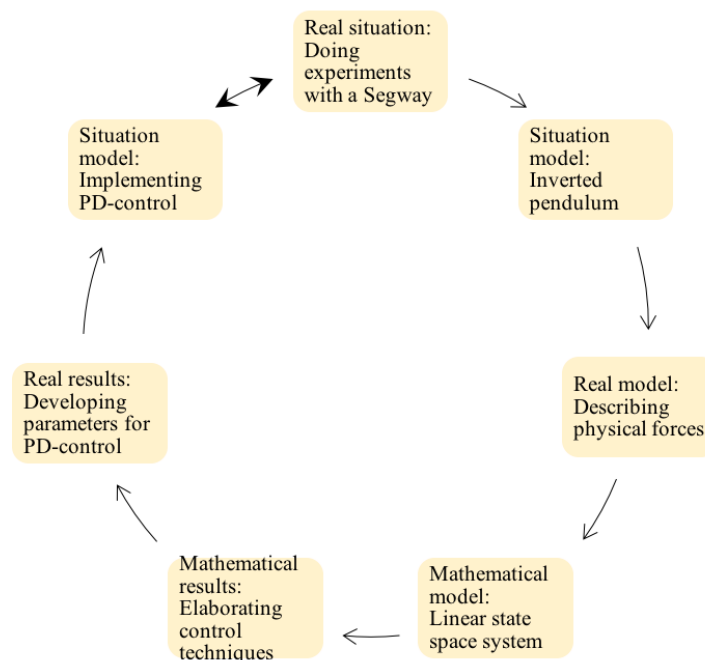 Real situation:
Doing
experiments
with a Segway
Situation
model:
Inverted
pendulum
Real model:
Describing
physical forces
Mathematical
model:
Linear state
space system
Mathematical
results:
Elaborating
control
techniques
Real results:
Developing
parameters for
PD-control
Situation
model:
Implementing
PD-control